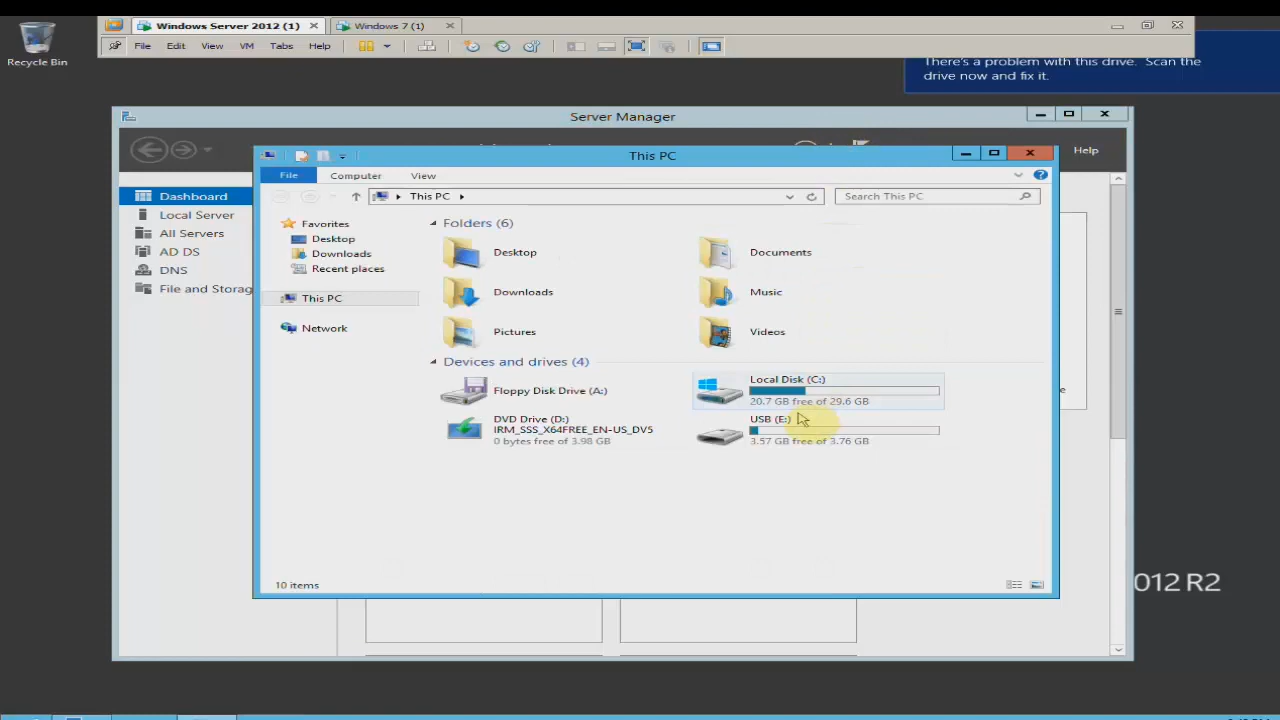 Windows Server 2012 (1)
Windows 7 (1)
File Edit View VM Tabs Help
Recycle Bin
There's a problem with this drive. Scan the
drive now and fix it.
Server Manager
Help
Dashboard
Local Server
All Servers
AD DS
DNS
File and Storag
This PC
File Computer View
This PC
Search This PC
Favorites
Desktop
Downloads
Recent places
This PC
Network
Folders (6)
Desktop
Documents
Downloads
Music
Pictures
Videos
Devices and drives (4)
Floppy Disk Drive (A:)
Local Disk (C:)
20.7 GB free of 29.6 GB
DVD Drive (D:)
IRM_SSS_X64FREE_EN-US_DV5
0 bytes free of 3.98 GB
USB (E:)
3.57 GB free of 3.76 GB
10 items
012 R2